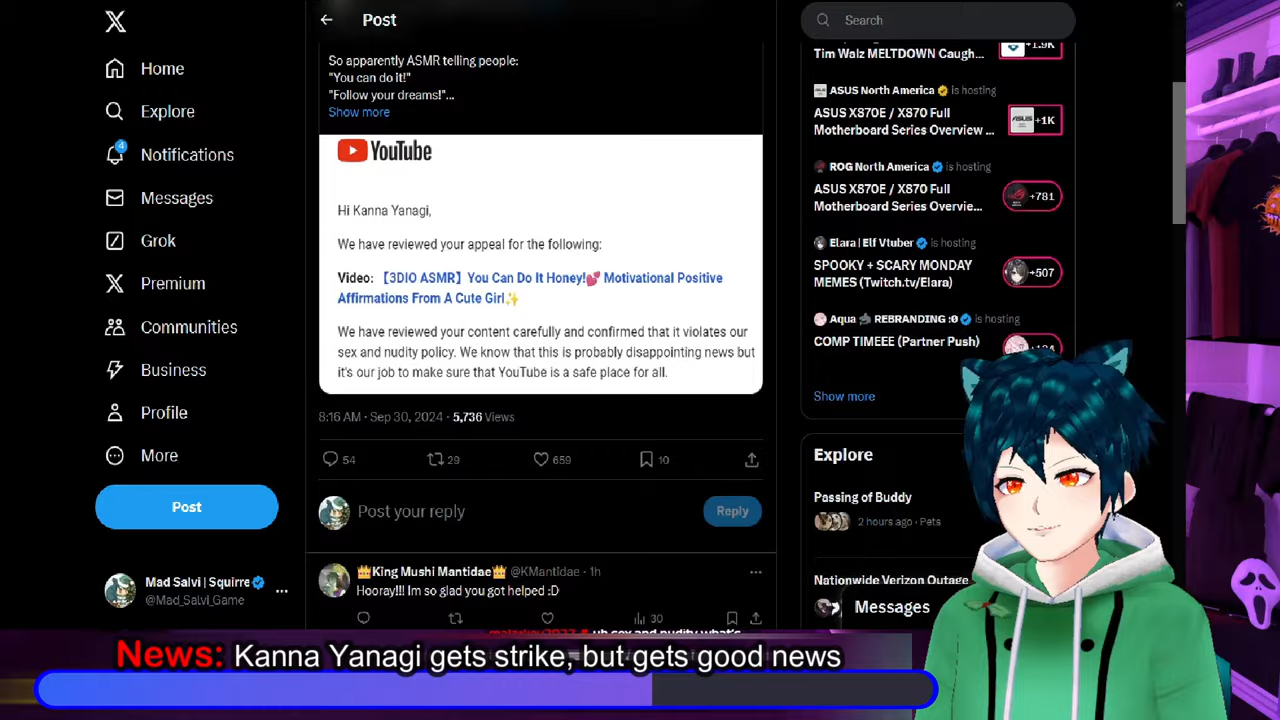 Home
Explore
4
Notifications
Messages
Grok
Premium
Communities
Business
Profile
More
Post
Mad Salvi | Squirre
@Mad_Salvi_Game
Post
So apparently ASMR telling people:
"You can do it!"
"Follow your dreams!"...
Show more
YouTube
Hi Kanna Yanagi,
We have reviewed your appeal for the following:
Video: 【3DIO ASMR】You Can Do It Honey!💕 Motivational Positive
Affirmations From A Cute Girl✨
We have reviewed your content carefully and confirmed that it violates our
sex and nudity policy. We know that this is probably disappointing news but
it's our job to make sure that YouTube is a safe place for all.
8:16 AM · Sep 30, 2024 · 5,736 Views
54 29 659 10
Post your reply
Reply
👑King Mushi Mantidae👑 @KMantidae · 1h
Hooray!!! Im so glad you got helped :D
30
Search
Tim Walz MELTDOWN Caugh...
+1.9K
ASUS North America is hosting
ASUS X870E / X870 Full
Motherboard Series Overview ...
+1K
ROG North America is hosting
ASUS X870E / X870 Full
Motherboard Series Overvie...
+781
Elara | Elf Vtuber is hosting
SPOOKY + SCARY MONDAY
MEMES (Twitch.tv/Elara)
+507
Aqua REBRANDING :0 is hosting
COMP TIMEEE (Partner Push)
Show more
Explore
Passing of Buddy
2 hours ago · Pets
Nationwide Verizon Outage
Messages
uh sex and nudity what's
News: Kanna Yanagi gets strike, but gets good news